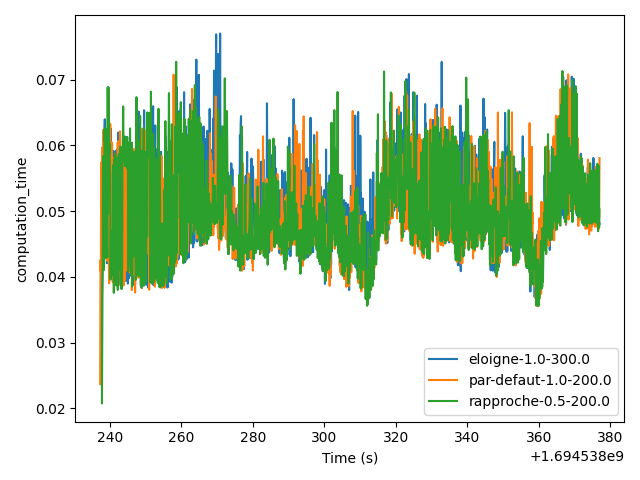 0.07
0.06
0.05
0.04
0.03
0.02
computation_time
240 260 280 300 320 340 360 380
Time (s)
+1.694538e9
eloigne-1.0-300.0
par-defaut-1.0-200.0
rapproche-0.5-200.0